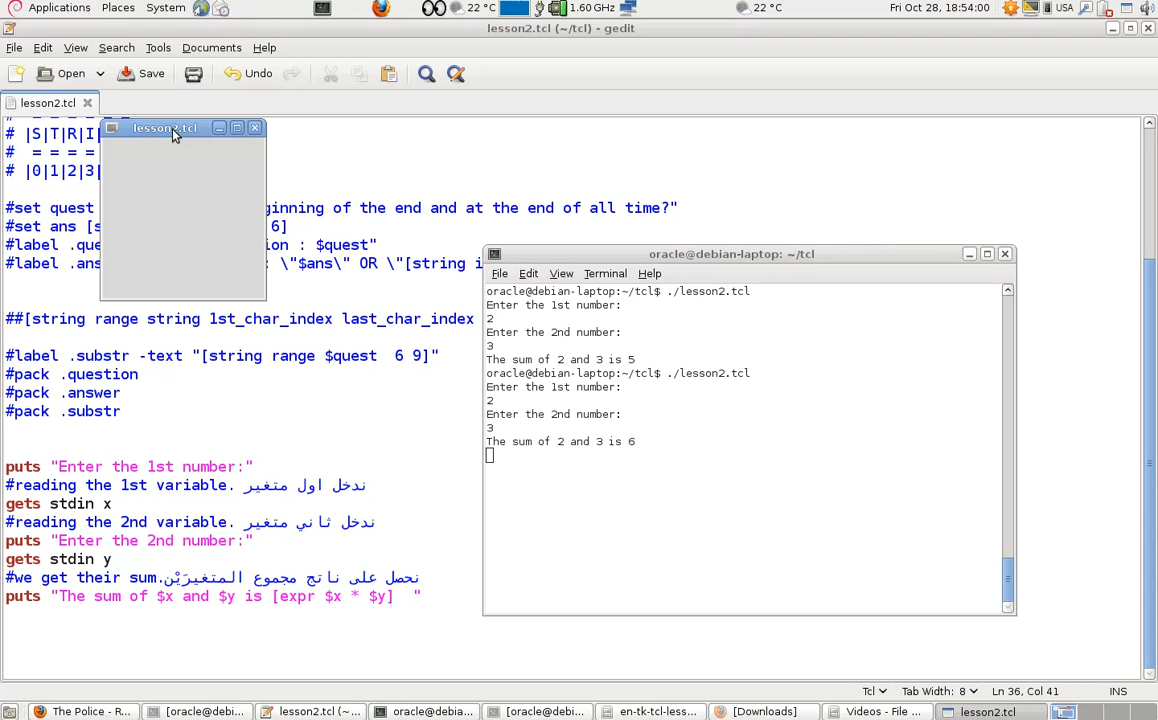 Applications Places System 22 °C 1.60 GHz 22 °C Fri Oct 28, 18:54:00 USA
lesson2.tcl (~/tcl) - gedit
File Edit View Search Tools Documents Help
Open Save Undo
lesson2.tcl
# = = = =
# |S|T|R|I|
# = = = =
# |0|1|2|3|
lesson2.tcl
#set quest ginning of the end and at the end of all time?"
#set ans [s 6]
#label .que ion : $quest"
#label .ans : \"$ans\" OR \"[string i
##[string range string 1st_char_index last_char_index
#label .substr -text "[string range $quest 6 9]"
#pack .question
#pack .answer
#pack .substr
puts "Enter the 1st number:"
#reading the 1st variable. ندخل اول متغير
gets stdin x
#reading the 2nd variable. ندخل ثاني متغير
puts "Enter the 2nd number:"
gets stdin y
#we get their sum.نحصل على ناتج مجموع المتغيرَيْن
puts "The sum of $x and $y is [expr $x * $y] "
oracle@debian-laptop: ~/tcl
File Edit View Terminal Help
oracle@debian-laptop:~/tcl$ ./lesson2.tcl
Enter the 1st number:
2
Enter the 2nd number:
3
The sum of 2 and 3 is 5
oracle@debian-laptop:~/tcl$ ./lesson2.tcl
Enter the 1st number:
2
Enter the 2nd number:
3
The sum of 2 and 3 is 6
Tcl Tab Width: 8 Ln 36, Col 41 INS
The Police - R... [oracle@debi... lesson2.tcl (~... oracle@debia... [oracle@debi... en-tk-tcl-less... [Downloads] Videos - File ... lesson2.tcl